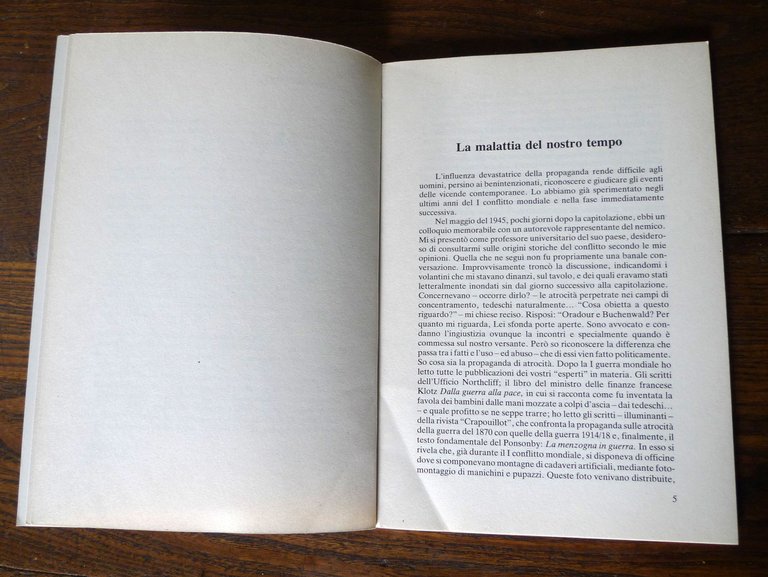 La malattia del nostro tempo
L'influenza devastatrice della propaganda rende difficile agli
uomini, persino ai benintenzionati, riconoscere e giudicare gli eventi
delle vicende contemporanee. Lo abbiamo già sperimentato negli
ultimi anni del I conflitto mondiale e nella fase immediatamente
successiva.
Nel maggio del 1945, pochi giorni dopo la capitolazione, ebbi un
colloquio memorabile con un autorevole rappresentante del nemico.
Mi si presentò come professore universitario del suo paese, desidero-
so di consultarmi sulle origini storiche del conflitto secondo le mie
opinioni. Quella che ne seguì non fu propriamente una banale con-
versazione. Improvvisamente troncò la discussione, indicandomi i
volantini che mi stavano dinanzi, sul tavolo, e dei quali eravamo stati
letteralmente inondati sin dal giorno successivo alla capitolazione.
Concernevano – occorre dirlo? – le atrocità perpetrate nei campi di
concentramento, tedeschi naturalmente... “Cosa obietta a questo
riguardo?” – mi chiese reciso. Risposi: “Oradour e Buchenwald? Per
quanto mi riguarda, Lei sfonda porte aperte. Sono avvocato e con-
danno l'ingiustizia ovunque la incontri e specialmente quando è
commessa sul nostro versante. Però so riconoscere la differenza che
passa tra i fatti e l'uso – ed abuso – che di essi vien fatto politicamente.
So cosa sia la propaganda di atrocità. Dopo la I guerra mondiale ho
letto tutte le pubblicazioni dei vostri “esperti” in materia. Gli scritti
dell'Ufficio Northcliff; il libro del ministro delle finanze francese
Klotz Dalla guerra alla pace, in cui si racconta come fu inventata la
favola dei bambini dalle mani mozzate a colpi d'ascia – dai tedeschi...
– e quale profitto se ne seppe trarre; ho letto gli scritti – illuminanti –
della rivista “Crapouillot”, che confronta la propaganda sulle atrocità
della guerra del 1870 con quelle della guerra 1914/18 e, finalmente, il
testo fondamentale del Ponsonby: La menzogna in guerra. In esso si
rivela che, già durante il I conflitto mondiale, si disponeva di officine
dove si componevano montagne di cadaveri artificiali, mediante foto-
montaggio di manichini e pupazzi. Queste foto venivano distribuite,
5